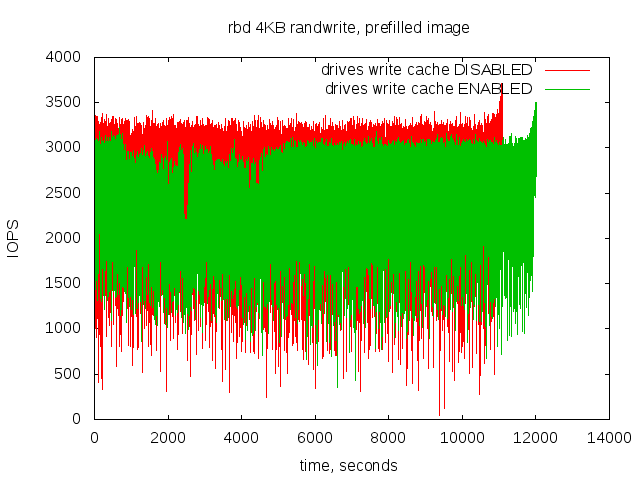 rbd 4KB randwrite, prefilled image
4000
3500
3000
2500
2000
1500
1000
500
0
IOPS
drives write cache DISABLED
drives write cache ENABLED
0 2000 4000 6000 8000 10000 12000 14000
time, seconds